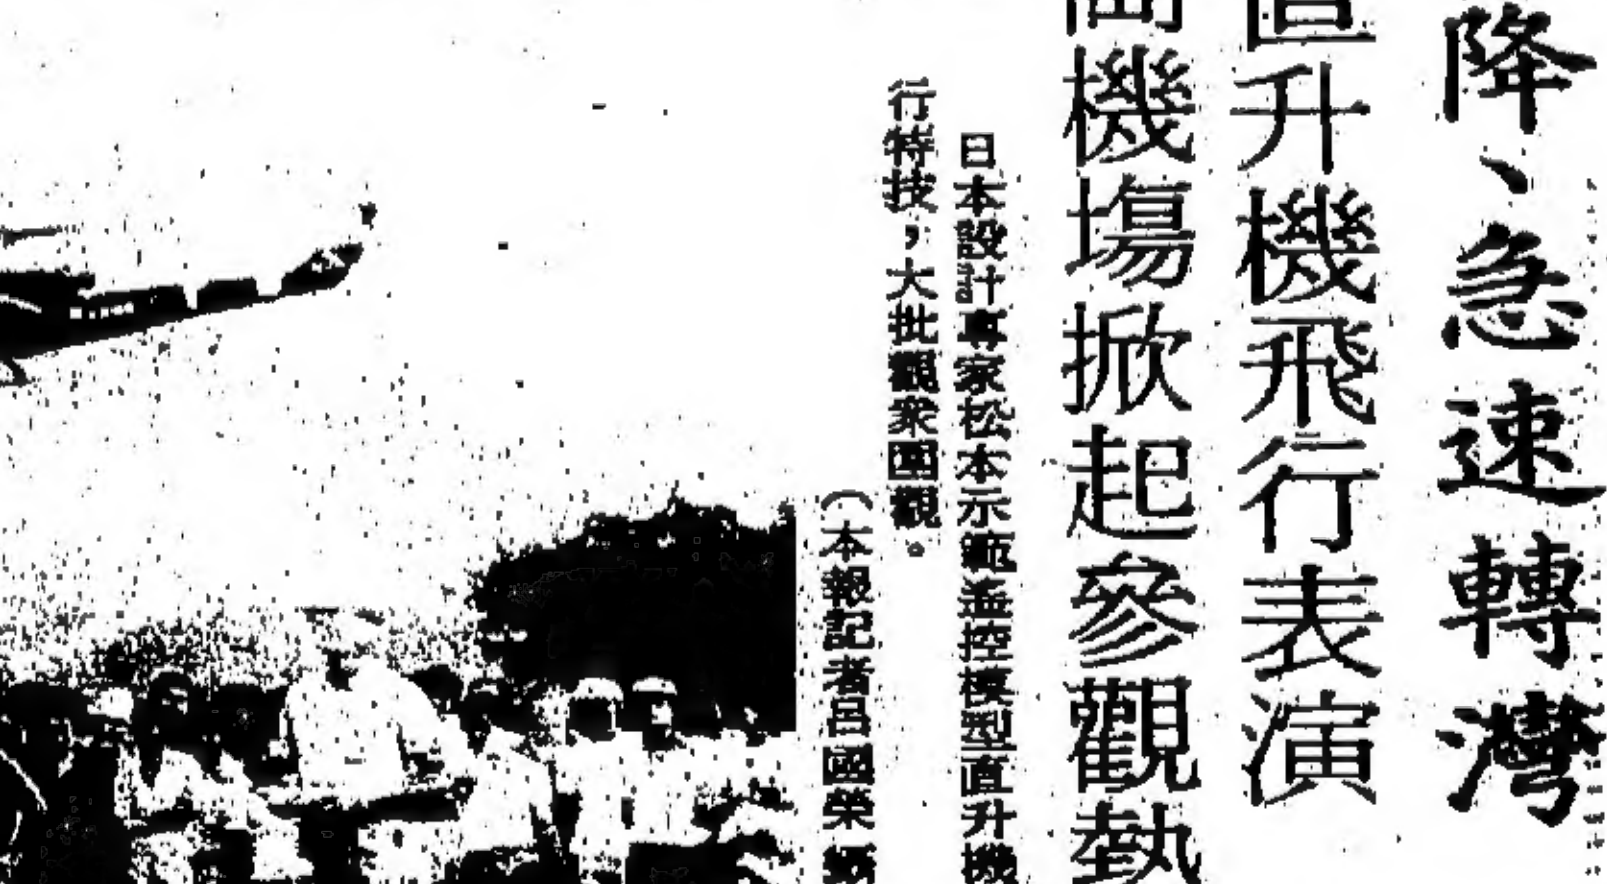 降、急速轉灣
直升機飛行表演
機場掀起參觀熱
日本設計專家松本示範遙控模型直升機
行特技，大批觀衆圍觀。
（本報記者呂國榮